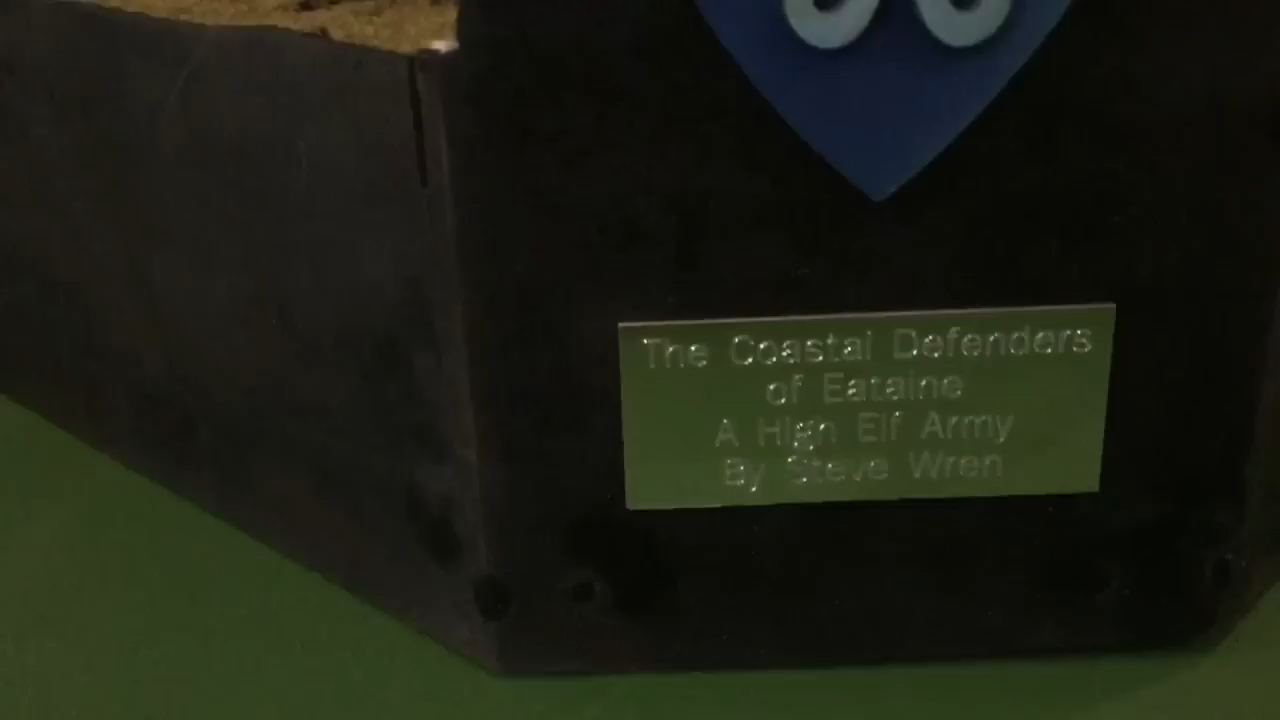 The Coastal Defenders
of Eataine
A High Elf Army
By Steve Wren